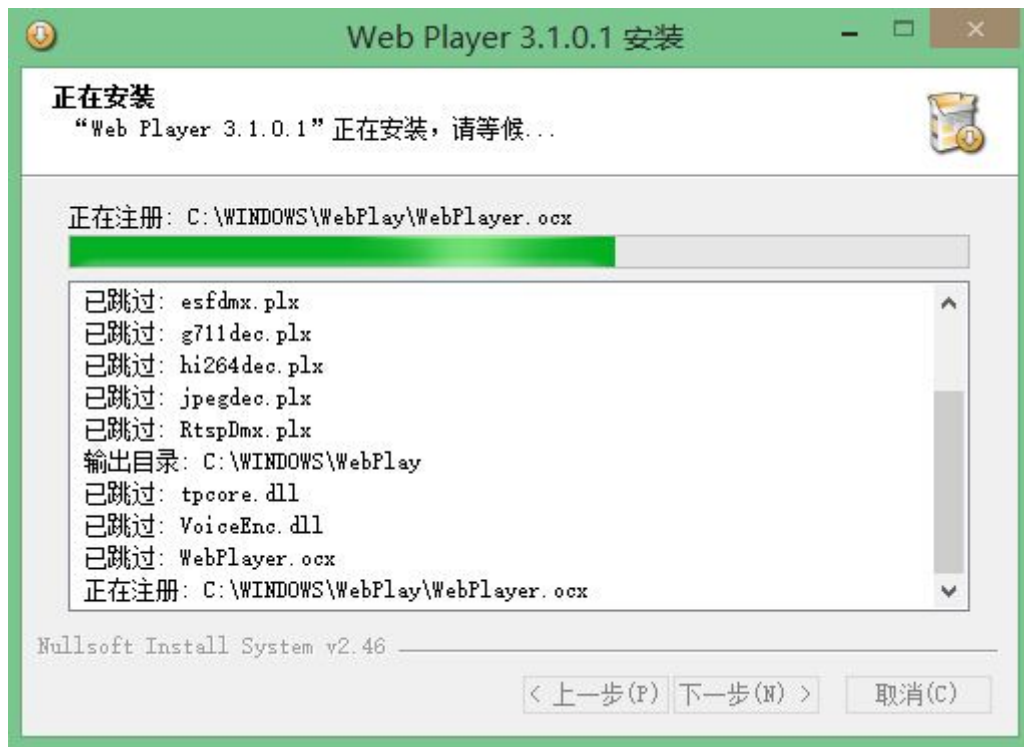 Web Player 3.1.0.1 安装
正在安装
“Web Player 3.1.0.1”正在安装，请等候...
正在注册: C:\WINDOWS\WebPlay\WebPlayer.ocx
已跳过: esfdmx.plx
已跳过: g711dec.plx
已跳过: hi264dec.plx
已跳过: jpegdec.plx
已跳过: RtspDmx.plx
输出目录: C:\WINDOWS\WebPlay
已跳过: tpcore.dll
已跳过: VoiceEnc.dll
已跳过: WebPlayer.ocx
正在注册: C:\WINDOWS\WebPlay\WebPlayer.ocx
Nullsoft Install System v2.46
< 上一步(P) 下一步(N) > 取消(C)